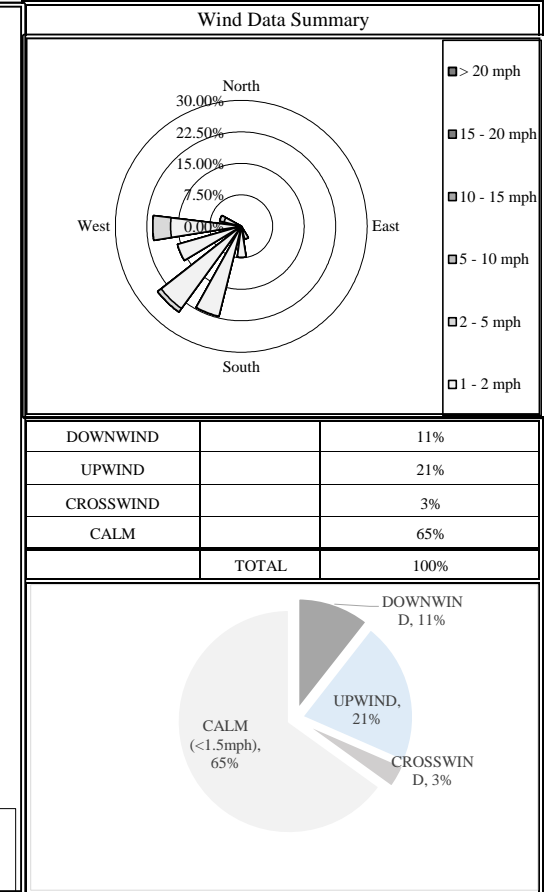 Wind Data Summary
North
30.00%
22.50%
15.00%
7.50%
0.00%
West
East
South
> 20 mph
15 - 20 mph
10 - 15 mph
5 - 10 mph
2 - 5 mph
1 - 2 mph
DOWNWIND 11%
UPWIND 21%
CROSSWIND 3%
CALM 65%
TOTAL 100%
DOWNWIN
D, 11%
UPWIND,
21%
CROSSWIN
D, 3%
CALM
(<1.5mph),
65%